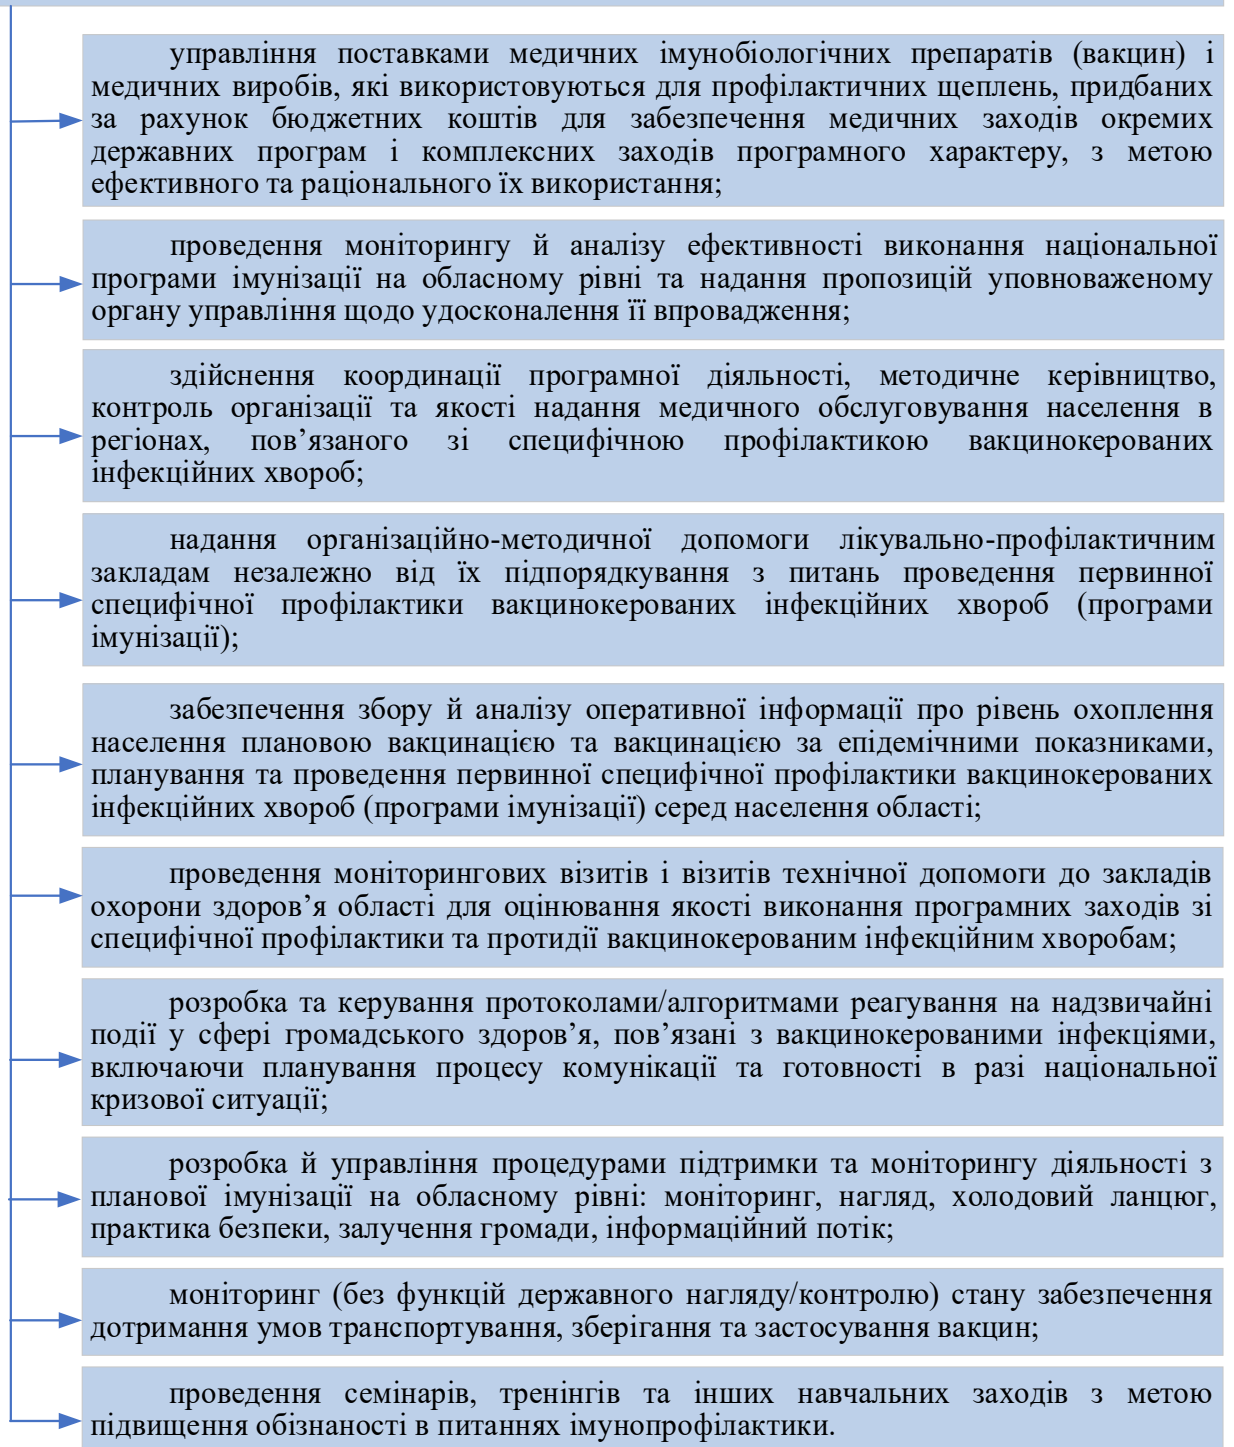 управління поставками медичних імунобіологічних препаратів (вакцин) і
медичних виробів, які використовуються для профілактичних щеплень, придбаних
за рахунок бюджетних коштів для забезпечення медичних заходів окремих
державних програм і комплексних заходів програмного характеру, з метою
ефективного та раціонального їх використання;
проведення моніторингу й аналізу ефективності виконання національної
програми імунізації на обласному рівні та надання пропозицій уповноваженому
органу управління щодо удосконалення її впровадження;
здійснення координації програмної діяльності, методичне керівництво,
контроль організації та якості надання медичного обслуговування населення в
регіонах, пов’язаного зі специфічною профілактикою вакцинокерованих
інфекційних хвороб;
надання організаційно-методичної допомоги лікувально-профілактичним
закладам незалежно від їх підпорядкування з питань проведення первинної
специфічної профілактики вакцинокерованих інфекційних хвороб (програми
імунізації);
забезпечення збору й аналізу оперативної інформації про рівень охоплення
населення плановою вакцинацією та вакцинацією за епідемічними показниками,
планування та проведення первинної специфічної профілактики вакцинокерованих
інфекційних хвороб (програми імунізації) серед населення області;
проведення моніторингових візитів і візитів технічної допомоги до закладів
охорони здоров’я області для оцінювання якості виконання програмних заходів зі
специфічної профілактики та протидії вакцинокерованим інфекційним хворобам;
розробка та керування протоколами/алгоритмами реагування на надзвичайні
події у сфері громадського здоров’я, пов’язані з вакцинокерованими інфекціями,
включаючи планування процесу комунікації та готовності в разі національної
кризової ситуації;
розробка й управління процедурами підтримки та моніторингу діяльності з
планової імунізації на обласному рівні: моніторинг, нагляд, холодовий ланцюг,
практика безпеки, залучення громади, інформаційний потік;
моніторинг (без функцій державного нагляду/контролю) стану забезпечення
дотримання умов транспортування, зберігання та застосування вакцин;
проведення семінарів, тренінгів та інших навчальних заходів з метою
підвищення обізнаності в питаннях імунопрофілактики.